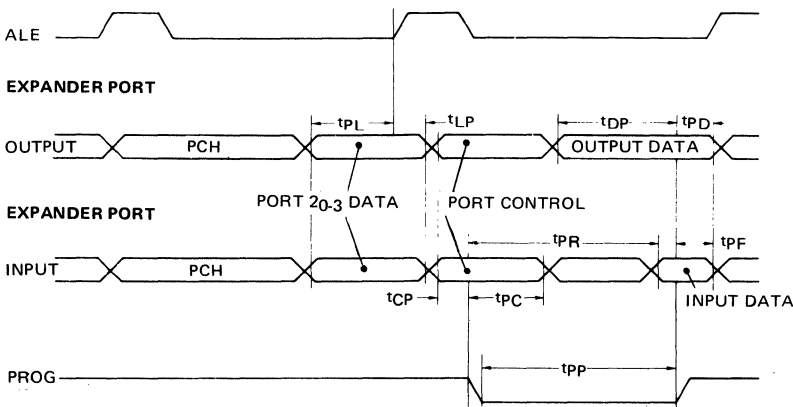 ALE
EXPANDER PORT
tPL
tLP
tDP
tPD
OUTPUT
PCH
OUTPUT DATA
PORT 20-3 DATA
PORT CONTROL
EXPANDER PORT
tPR
tPF
INPUT
PCH
tCP
tPC
INPUT DATA
tPP
PROG